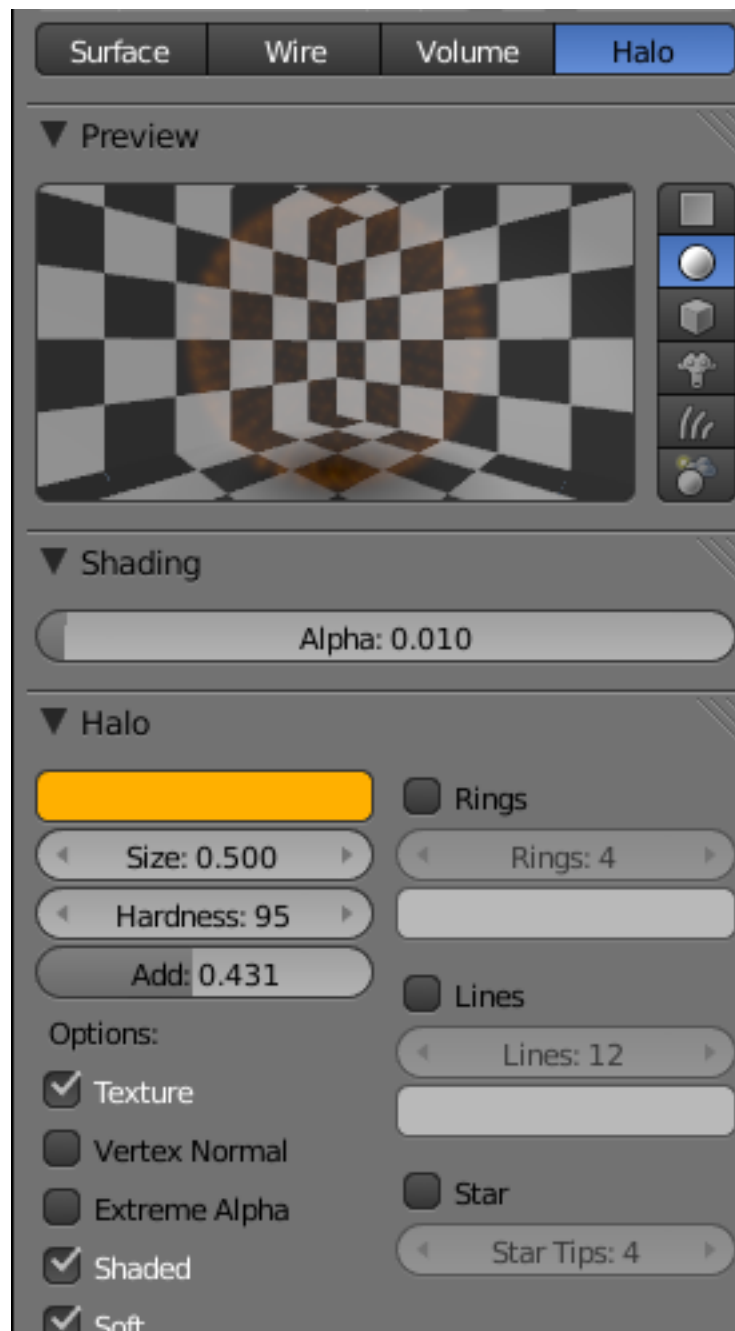 Surface Wire Volume Halo
Preview
Shading
Alpha: 0.010
Halo
Size: 0.500
Hardness: 95
Add: 0.431
Options:
Texture
Vertex Normal
Extreme Alpha
Shaded
Soft
Rings
Rings: 4
Lines
Lines: 12
Star
Star Tips: 4